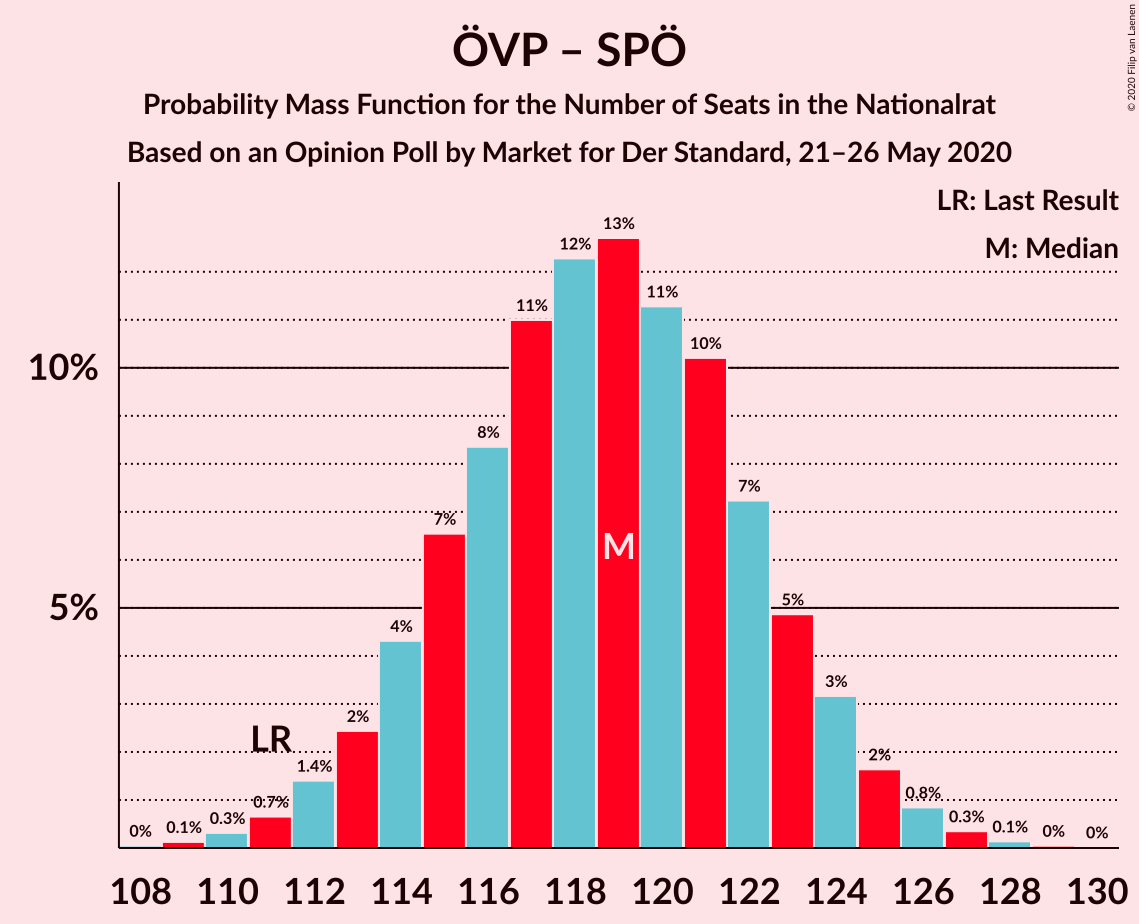 ÖVP – SPÖ
Probability Mass Function for the Number of Seats in the Nationalrat
Based on an Opinion Poll by Market for Der Standard, 21–26 May 2020
© 2020 Filip van Laenen
LR: Last Result
M: Median
10%
5%
0%
0.1%
0.3%
0.7%
LR
1.4%
2%
4%
7%
8%
11%
12%
13%
M
11%
10%
7%
5%
3%
2%
0.8%
0.3%
0.1%
0%
0%
108 110 112 114 116 118 120 122 124 126 128 130